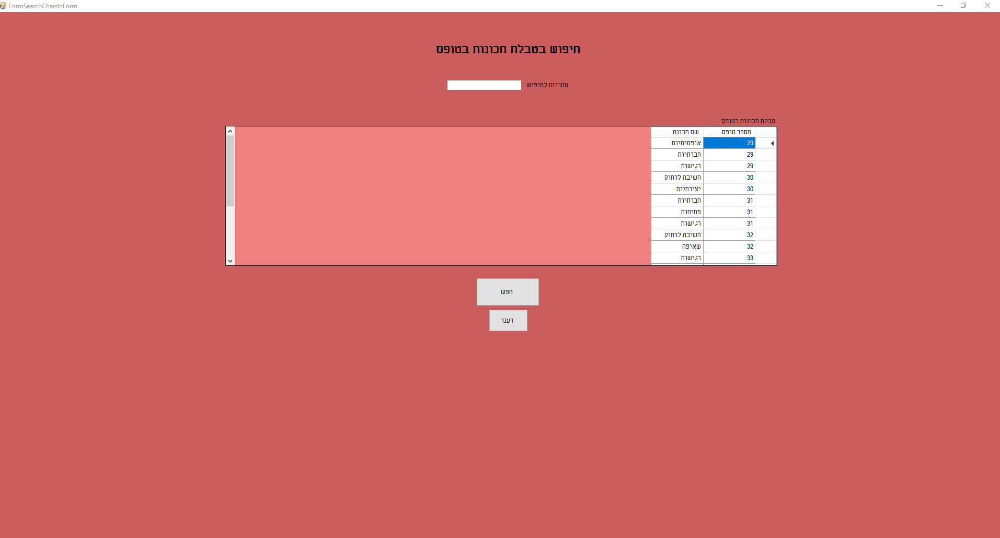 FormSearchCharsInForm
חיפוש בטבלת תכונות בטופס
מחרוזת לחיפוש
טבלת תכונות בטופס
מספר טופס שם תכונה
29 אופטימיות
29 חברתיות
29 רגישות
30 חשיבה לרחוק
30 יצירתיות
31 חברתיות
31 פתיחות
31 רגישות
32 חשיבה לרחוק
32 שאיפה
33 רגישות
חפש
רענן